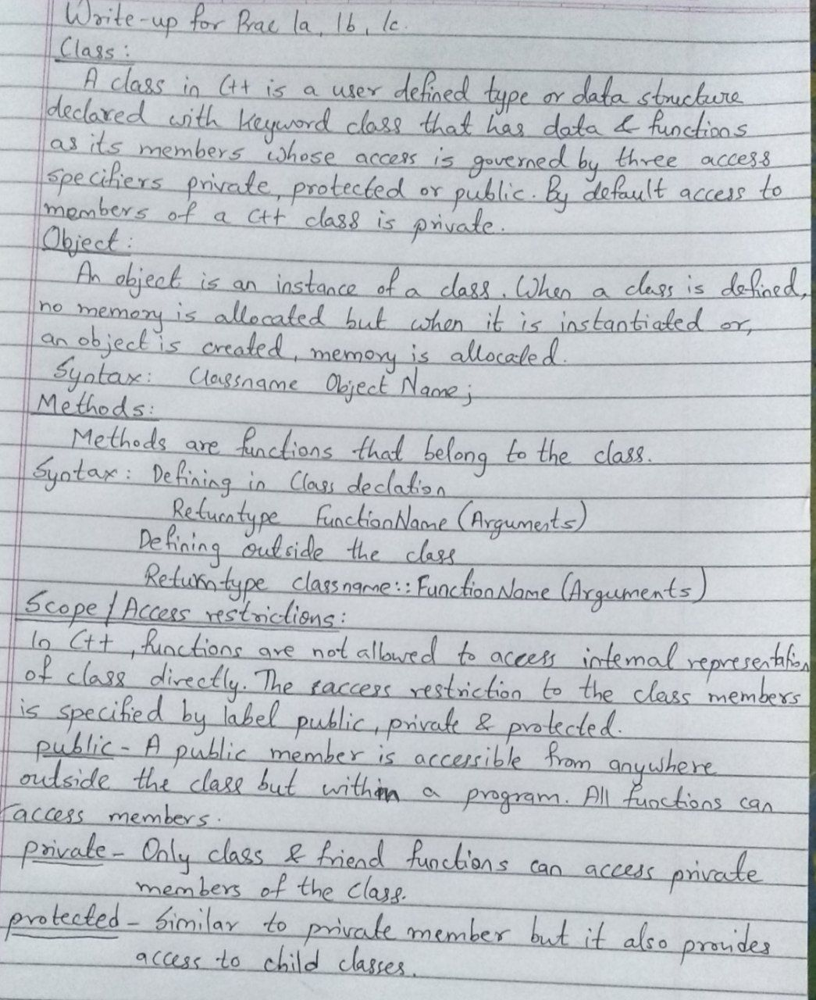 Write-up for Prac 1a, 1b, 1c.
Class:
A class in C++ is a user defined type or data structure
declared with keyword class that has data & functions
as its members whose access is governed by three access
specifiers private, protected or public. By default access to
members of a C++ class is private.
Object:
An object is an instance of a class. When a class is defined,
no memory is allocated but when it is instantiated or,
an object is created, memory is allocated.
Syntax: Classname Object Name;
Methods:
Methods are functions that belong to the class.
Syntax: Defining in Class declation
Returntype FunctionName (Arguments)
Defining outside the class
Returntype classname::FunctionName (Arguments)
Scope / Access restrictions:
In C++, functions are not allowed to access internal representation
of class directly. The access restriction to the class members
is specified by label public, private & protected.
public - A public member is accessible from anywhere
outside the class but within a program. All functions can
access members.
private - Only class & friend functions can access private
members of the class.
protected - Similar to private member but it also provides
access to child classes.